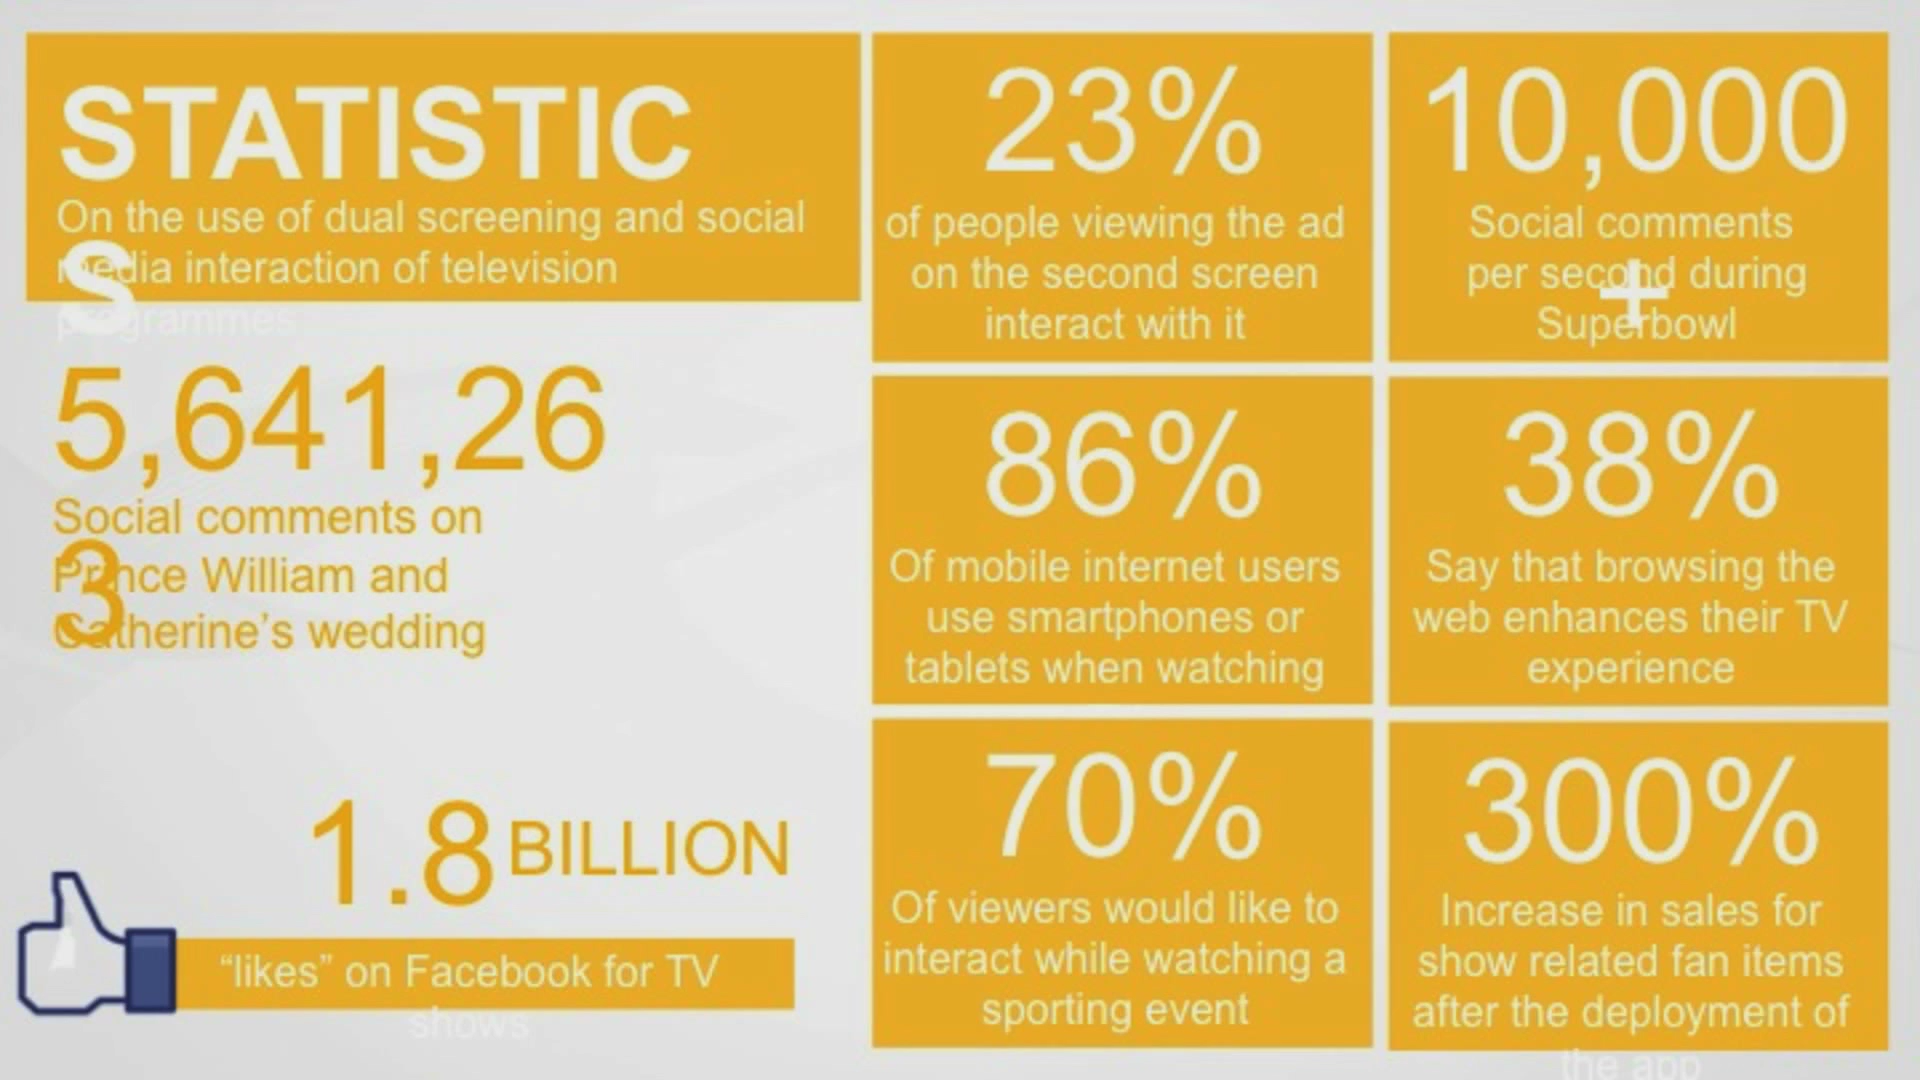 STATISTIC
S
On the use of dual screening and social
media interaction of television
programmes
5,641,26
3
Social comments on
Prince William and
Catherine’s wedding
1.8 BILLION
“likes” on Facebook for TV
shows
23%
of people viewing the ad
on the second screen
interact with it
10,000
+
Social comments
per second during
Superbowl
86%
Of mobile internet users
use smartphones or
tablets when watching
38%
Say that browsing the
web enhances their TV
experience
70%
Of viewers would like to
interact while watching a
sporting event
300%
Increase in sales for
show related fan items
after the deployment of
the app